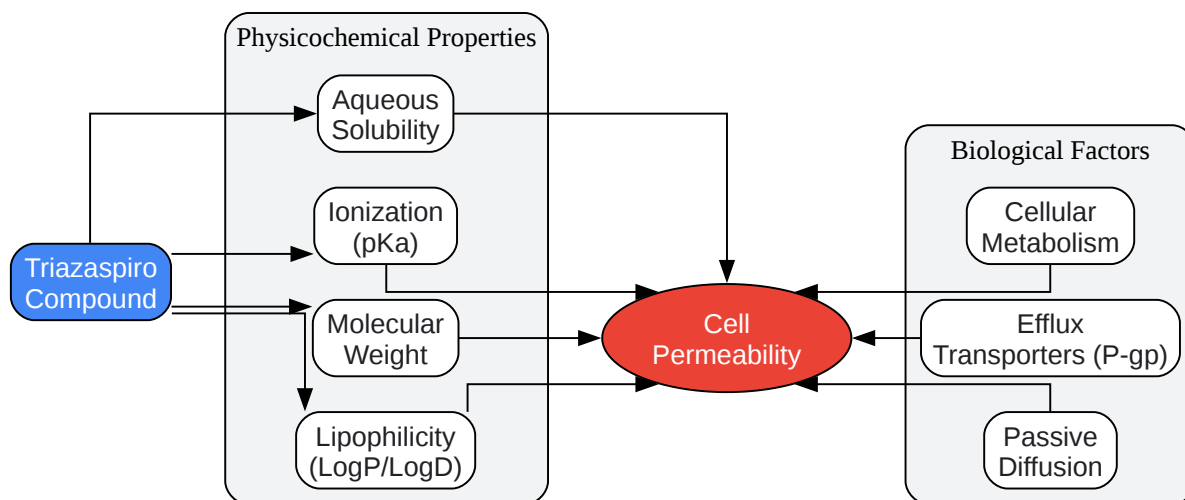 Physicochemical Properties
Aqueous
Solubility
Ionization
(pKa)
Triazaspiro
Compound
Molecular
Weight
Lipophilicity
(LogP/LogD)
Cell
Permeability
Biological Factors
Cellular
Metabolism
Efflux
Transporters (P-gp)
Passive
Diffusion